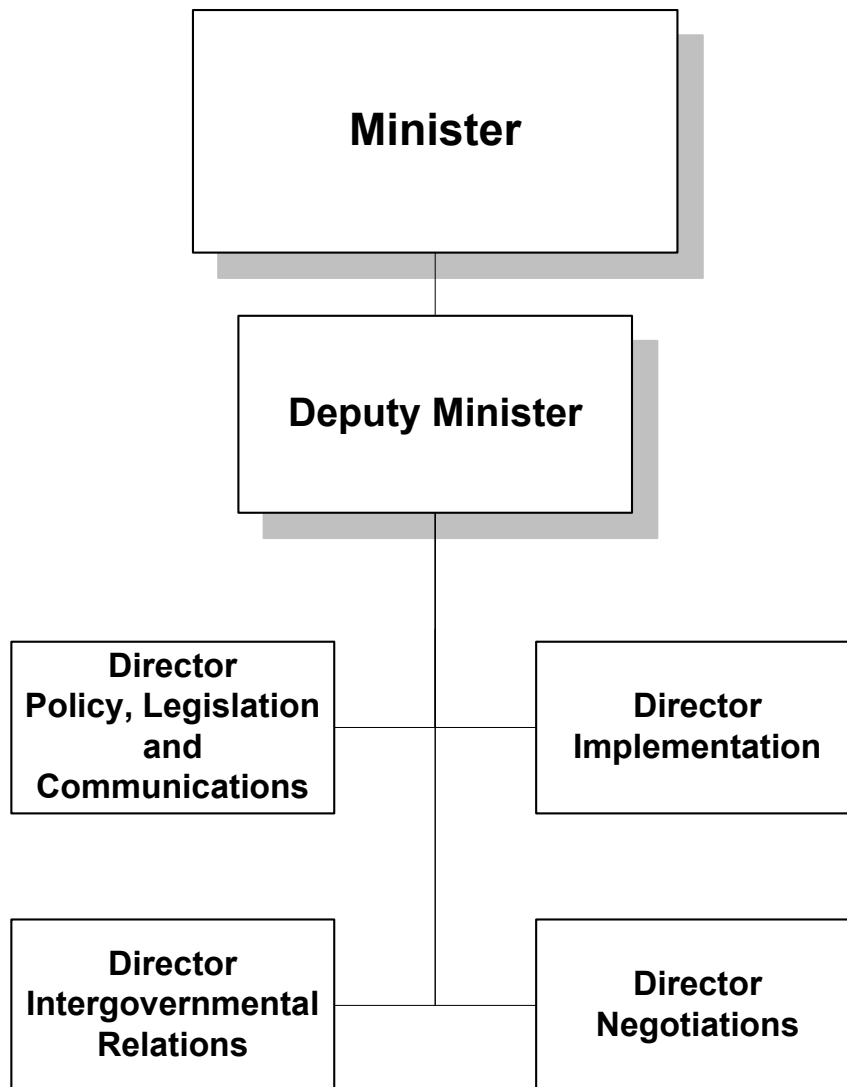 Minister
Deputy Minister
Director
Policy, Legislation
and
Communications
Director
Implementation
Director
Intergovernmental
Relations
Director
Negotiations